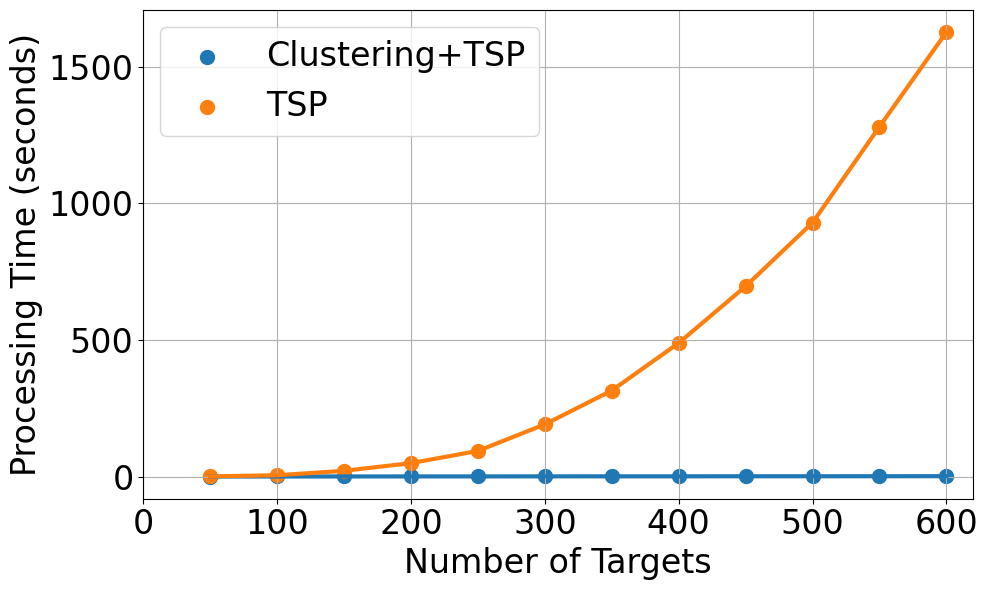 Clustering+TSP
TSP
Processing Time (seconds)
1500
1000
500
0
0 100 200 300 400 500 600
Number of Targets